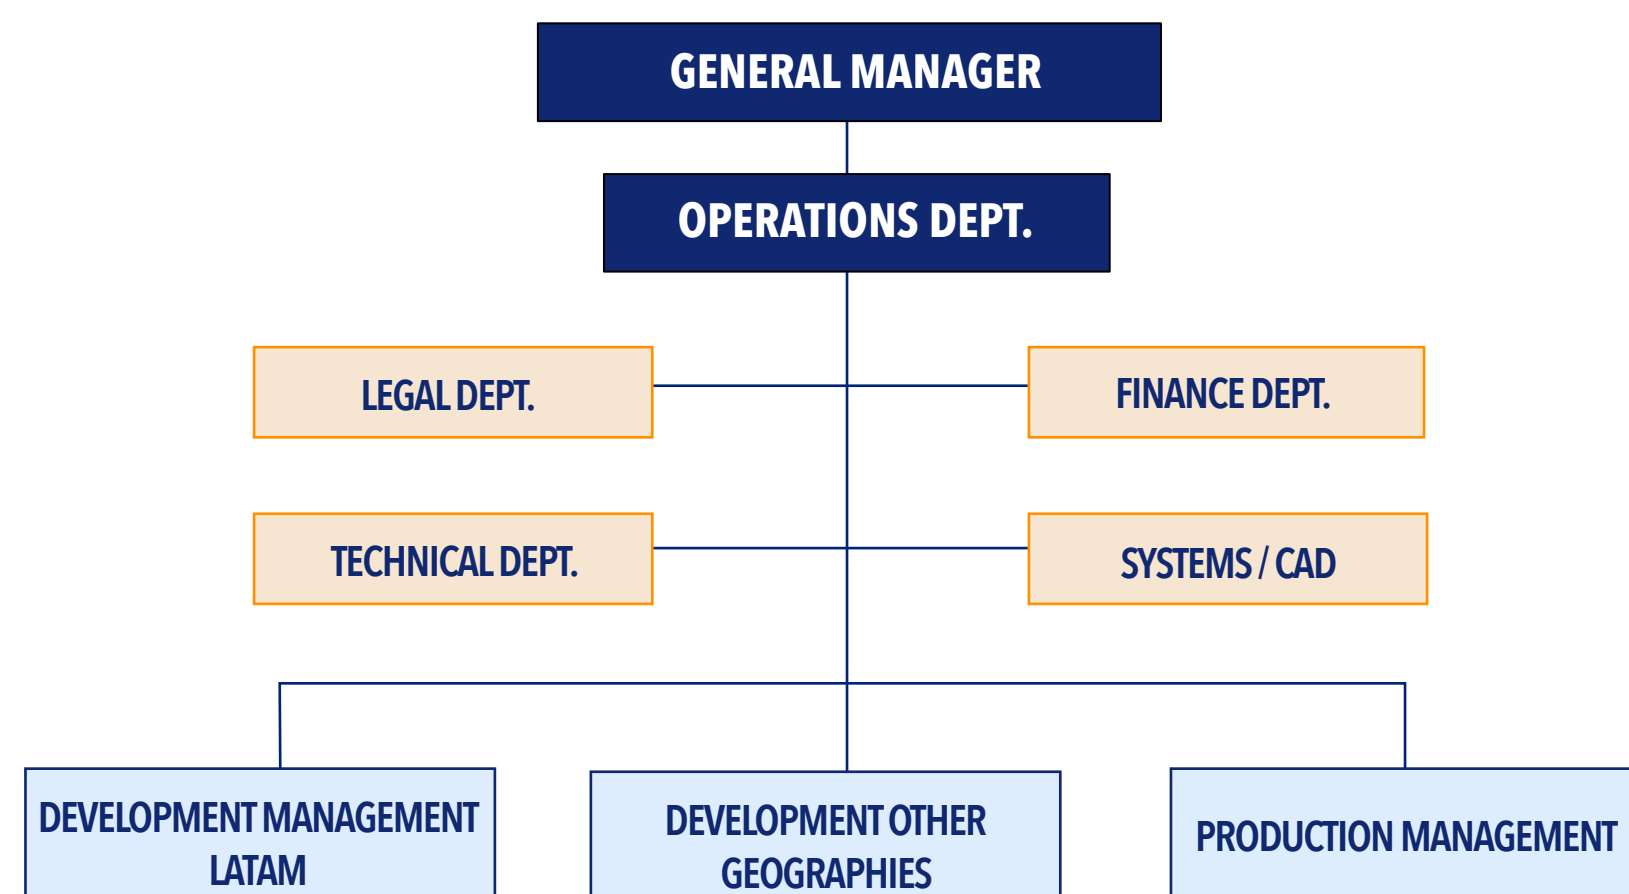 GENERAL MANAGER
OPERATIONS DEPT.
LEGAL DEPT.
FINANCE DEPT.
TECHNICAL DEPT.
SYSTEMS / CAD
DEVELOPMENT MANAGEMENT
LATAM
DEVELOPMENT OTHER
GEOGRAPHIES
PRODUCTION MANAGEMENT